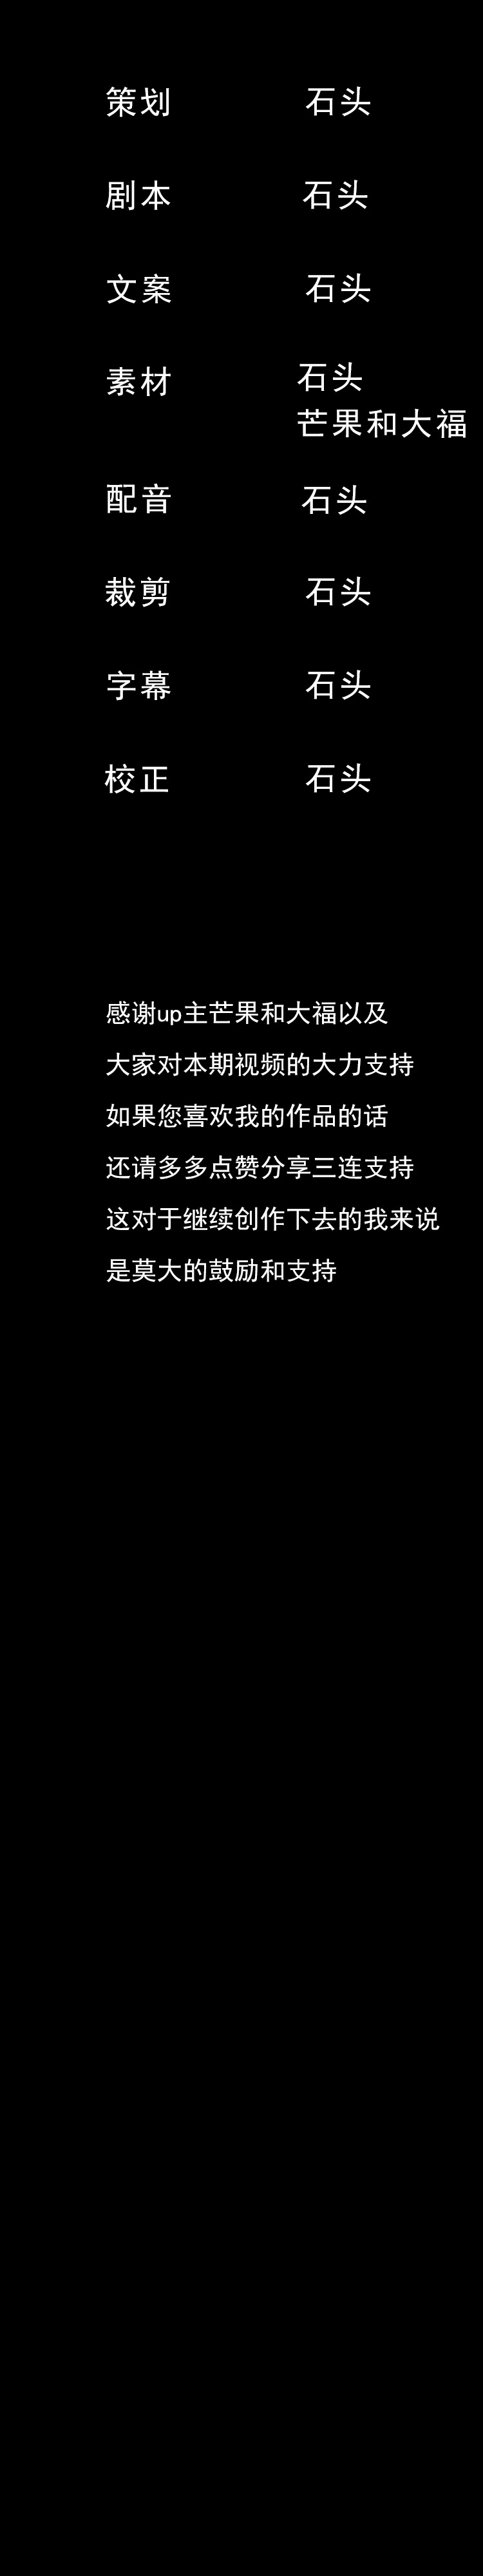 策划 石头
剧本 石头
文案 石头
素材 石头
芒果和大福
配音 石头
裁剪 石头
字幕 石头
校正 石头
感谢up主芒果和大福以及
大家对本期视频的大力支持
如果您喜欢我的作品的话
还请多多点赞分享三连支持
这对于继续创作下去的我来说
是莫大的鼓励和支持